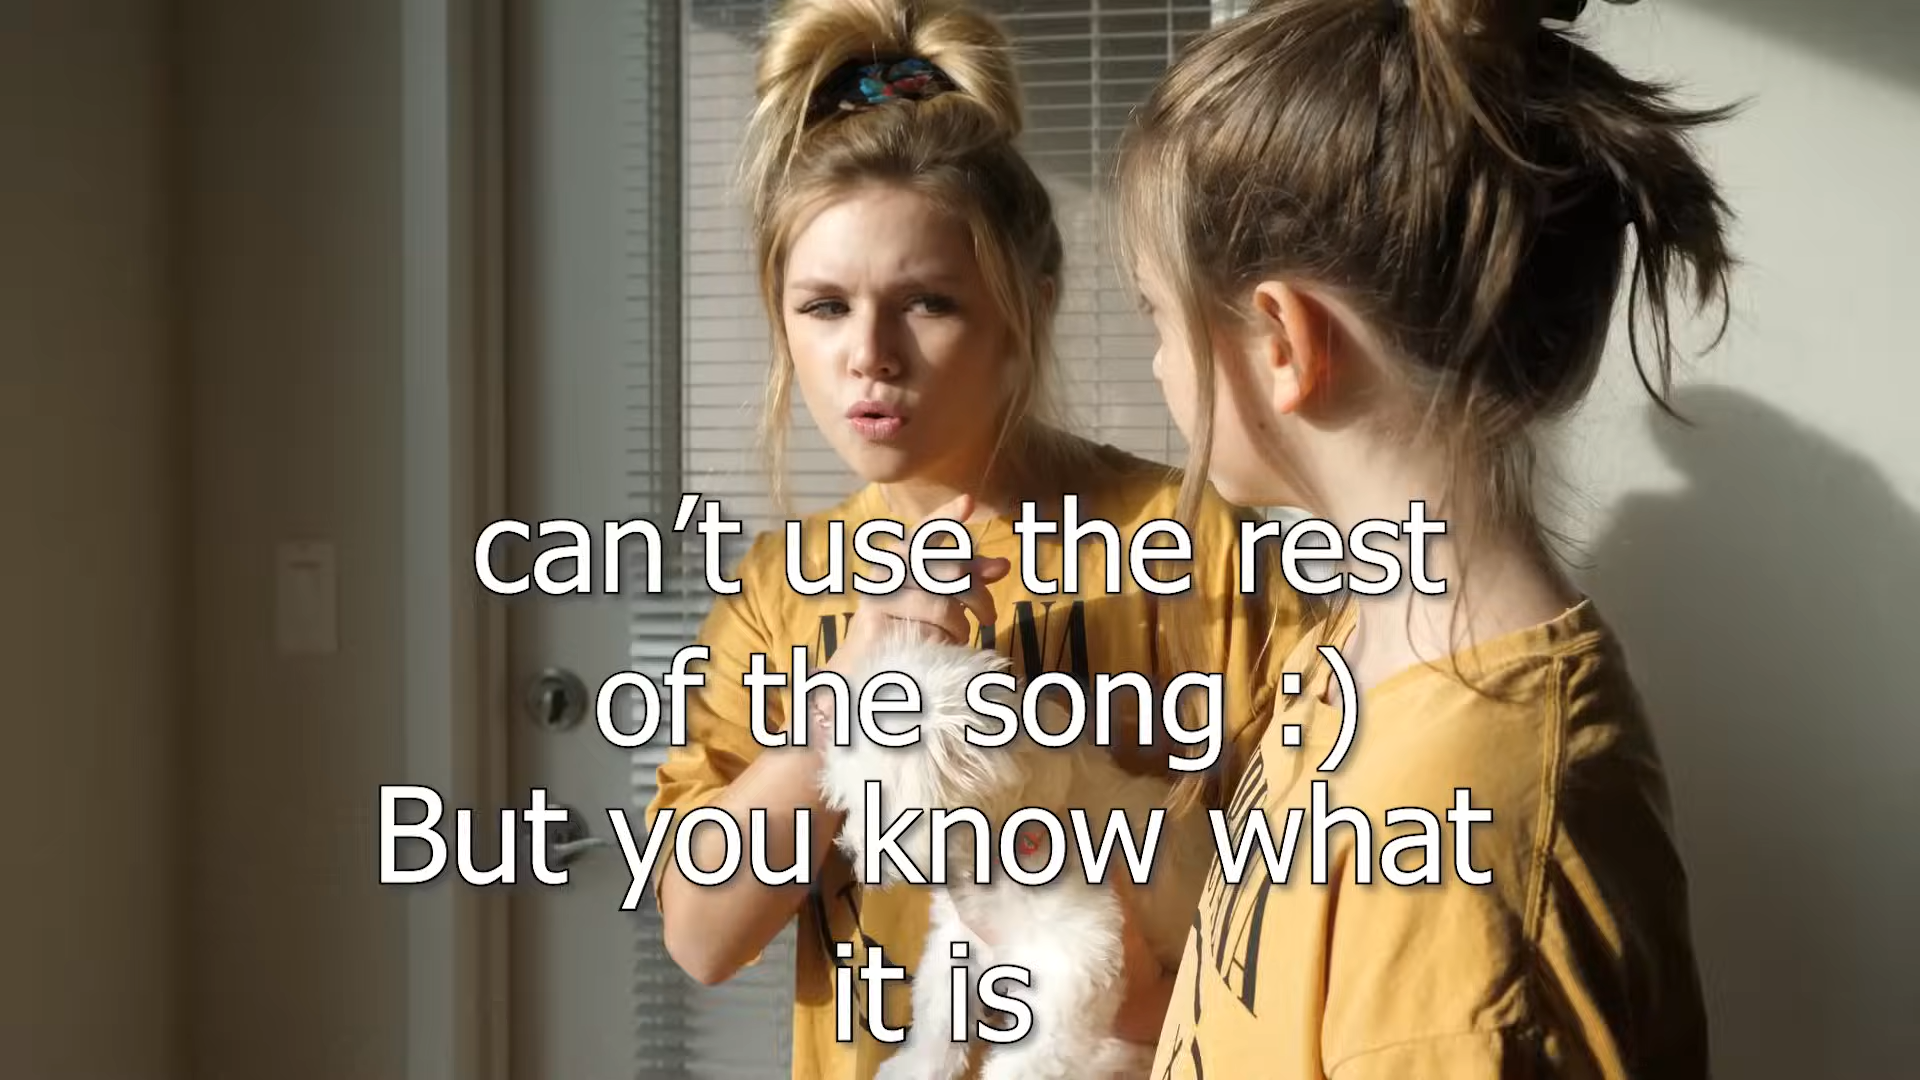 can’t use the rest
of the song :)
But you know what
it is